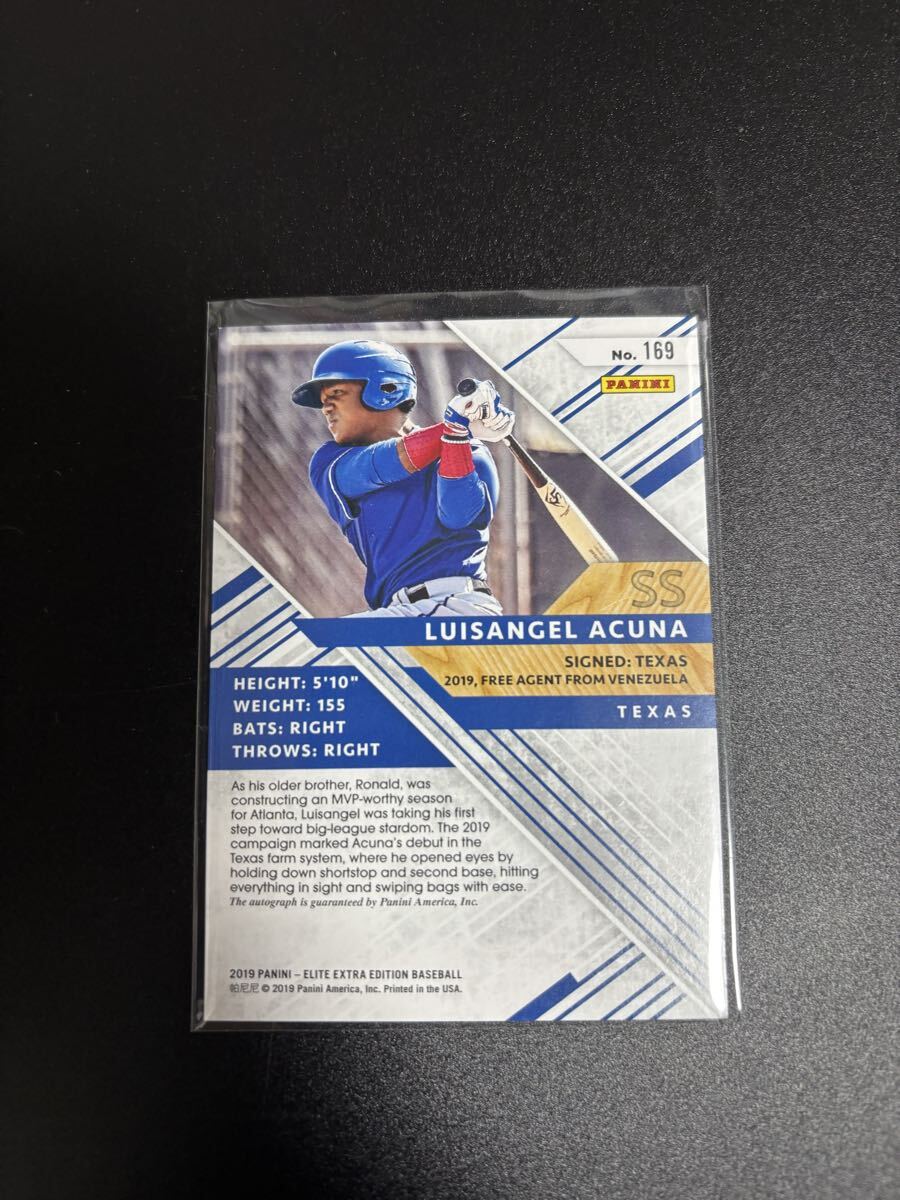 No. 169
PANINI
SS
LUISANGEL ACUNA
SIGNED: TEXAS
2019, FREE AGENT FROM VENEZUELA
TEXAS
HEIGHT: 5'10"
WEIGHT: 155
BATS: RIGHT
THROWS: RIGHT
As his older brother, Ronald, was
constructing an MVP-worthy season
for Atlanta, Luisangel was taking his first
step toward big-league stardom. The 2019
campaign marked Acuna's debut in the
Texas farm system, where he opened eyes by
holding down shortstop and second base, hitting
everything in sight and swiping bags with ease.
The autograph is guaranteed by Panini America, Inc.
2019 PANINI – ELITE EXTRA EDITION BASEBALL
帕尼尼 © 2019 Panini America, Inc. Printed in the USA.